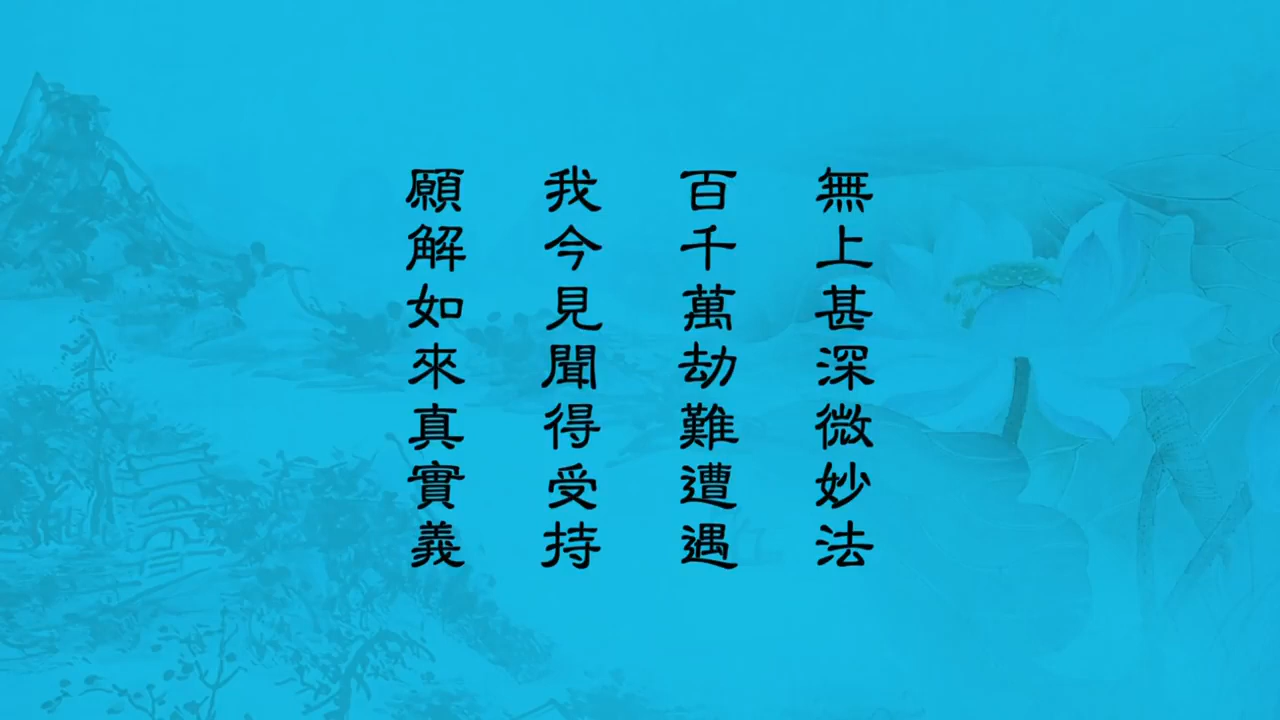 無上甚深微妙法
百千萬劫難遭遇
我今見聞得受持
願解如來真實義